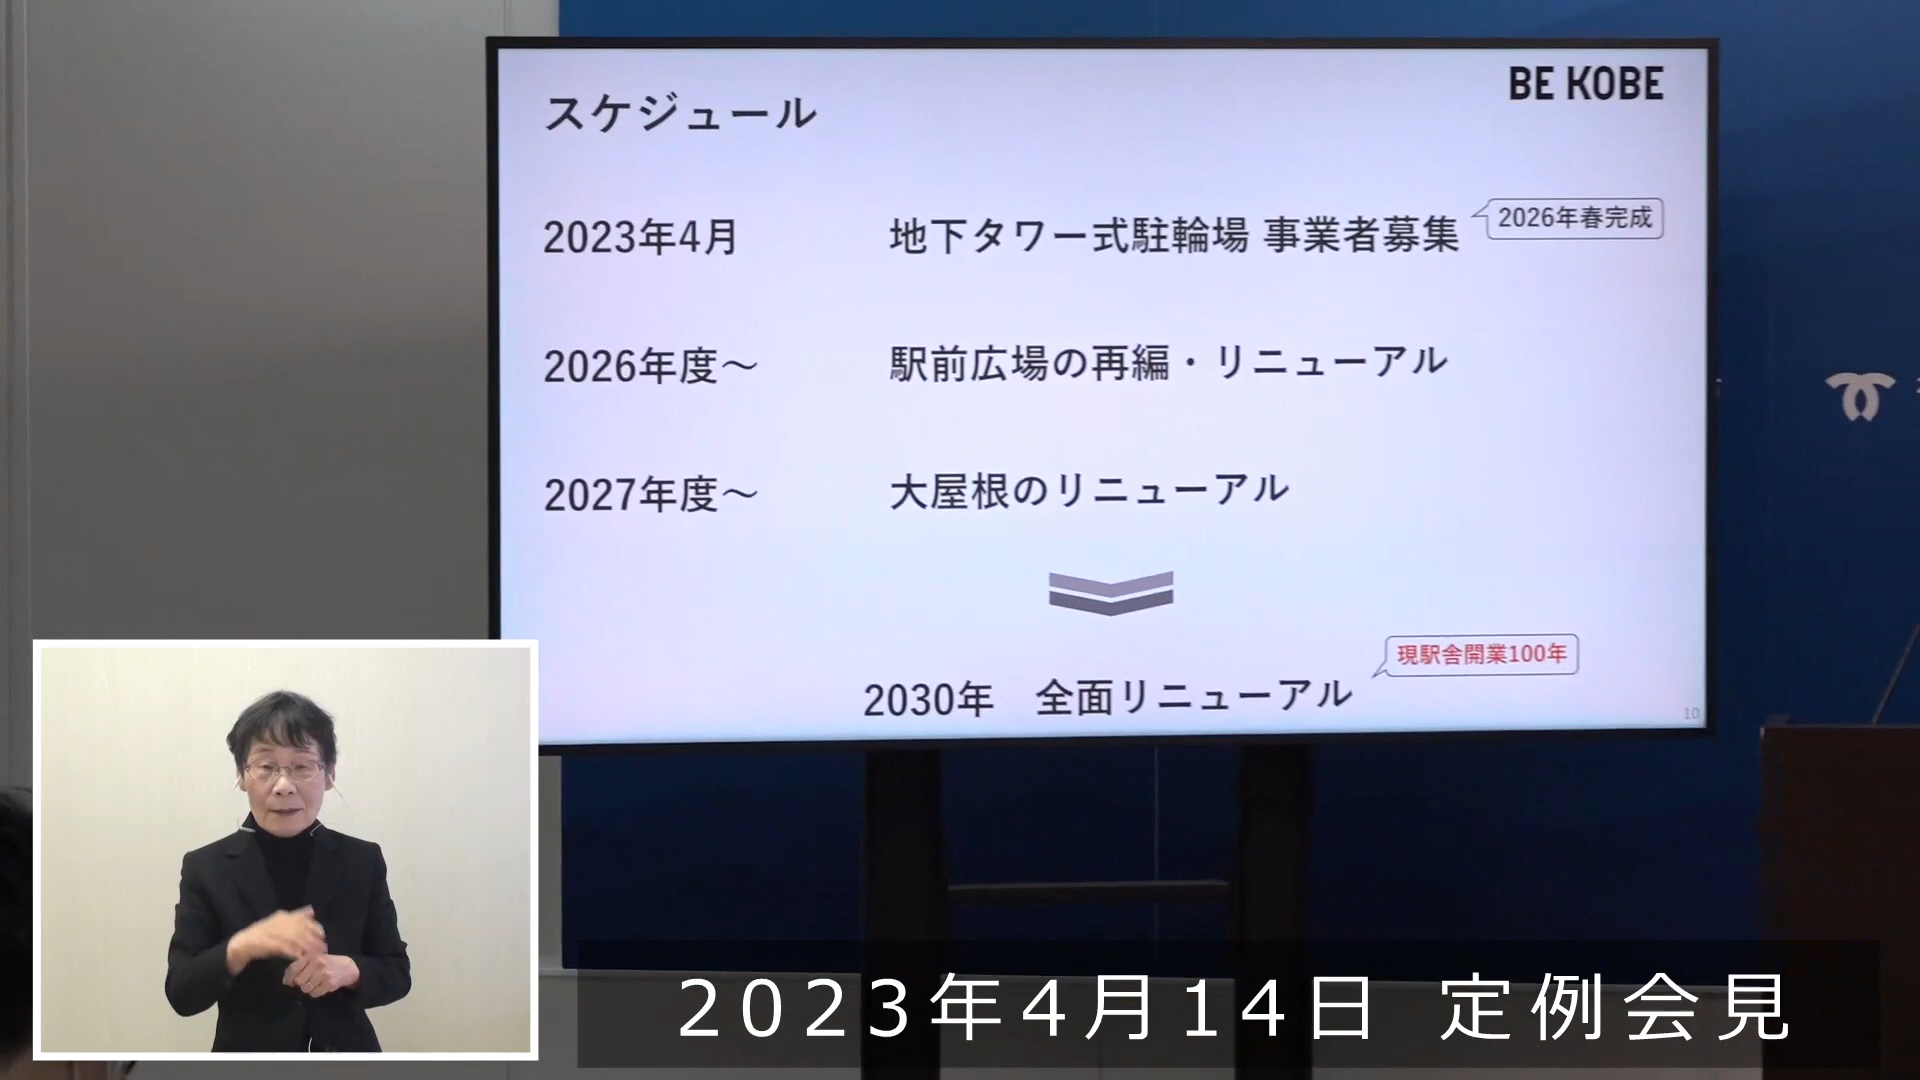 BE KOBE
スケジュール
2023年4月 地下タワー式駐輪場 事業者募集 2026年春完成
2026年度～ 駅前広場の再編・リニューアル
2027年度～ 大屋根のリニューアル
現駅舎開業100年
2030年 全面リニューアル
10
2023年4月14日 定例会見